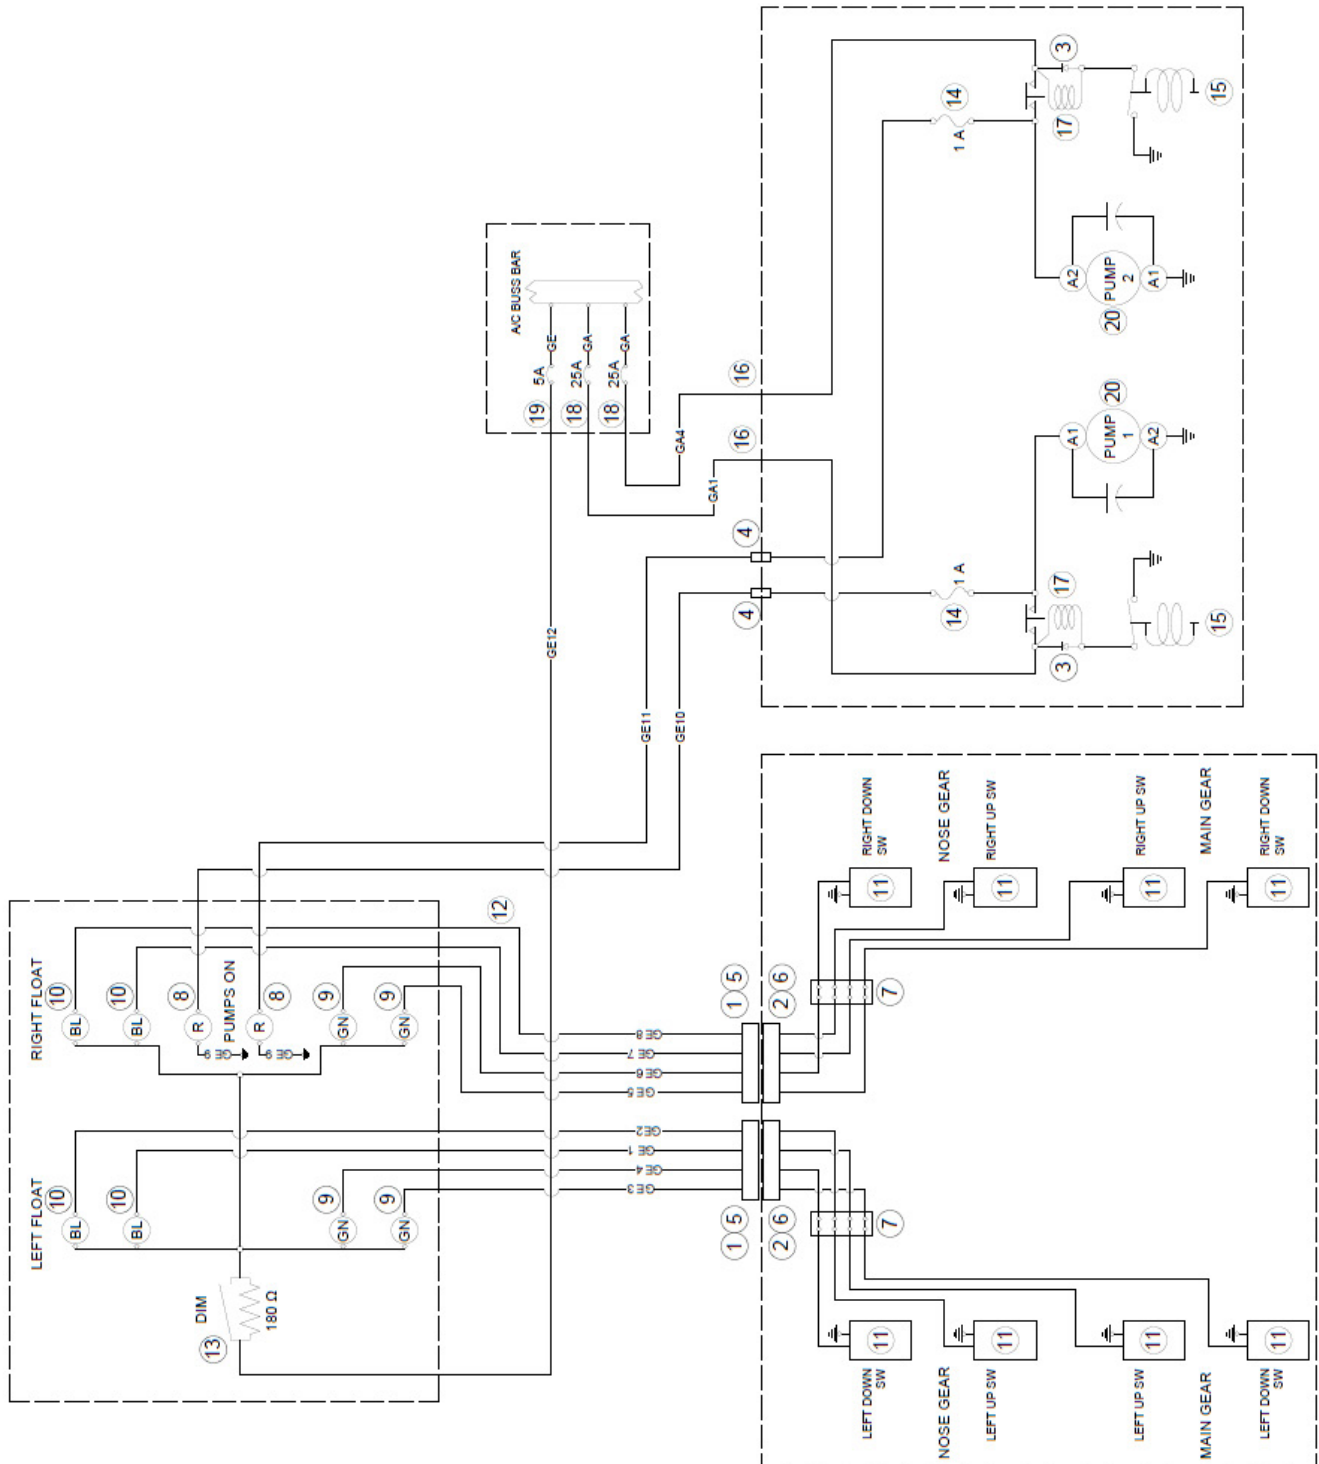 RIGHT FLOAT
10
BL
10
BL
8
R
PUMPS ON
8
R
9
GN
9
GN
GE 9
GE 9
12
LEFT FLOAT
10
BL
10
BL
9
GN
9
GN
DIM
13
180 Ω
A/C BUSS BAR
5A
GE
25A
GA
25A
GA
19
18
18
GA4
GA1
16
16
4
4
GE12
GE11
GE10
GE 8
GE 7
GE 6
GE 5
GE 2
GE 1
GE 4
GE 3
1
5
2
6
7
1
5
2
6
7
14
1 A
3
17
15
A2
PUMP
2
A1
20
20
A1
PUMP
1
A2
14
1 A
17
3
15
RIGHT DOWN
SW
11
NOSE GEAR
RIGHT UP SW
11
RIGHT UP SW
11
MAIN GEAR
RIGHT DOWN
SW
11
11
LEFT DOWN
SW
NOSE GEAR
11
LEFT UP SW
11
LEFT UP SW
MAIN GEAR
11
LEFT DOWN
SW